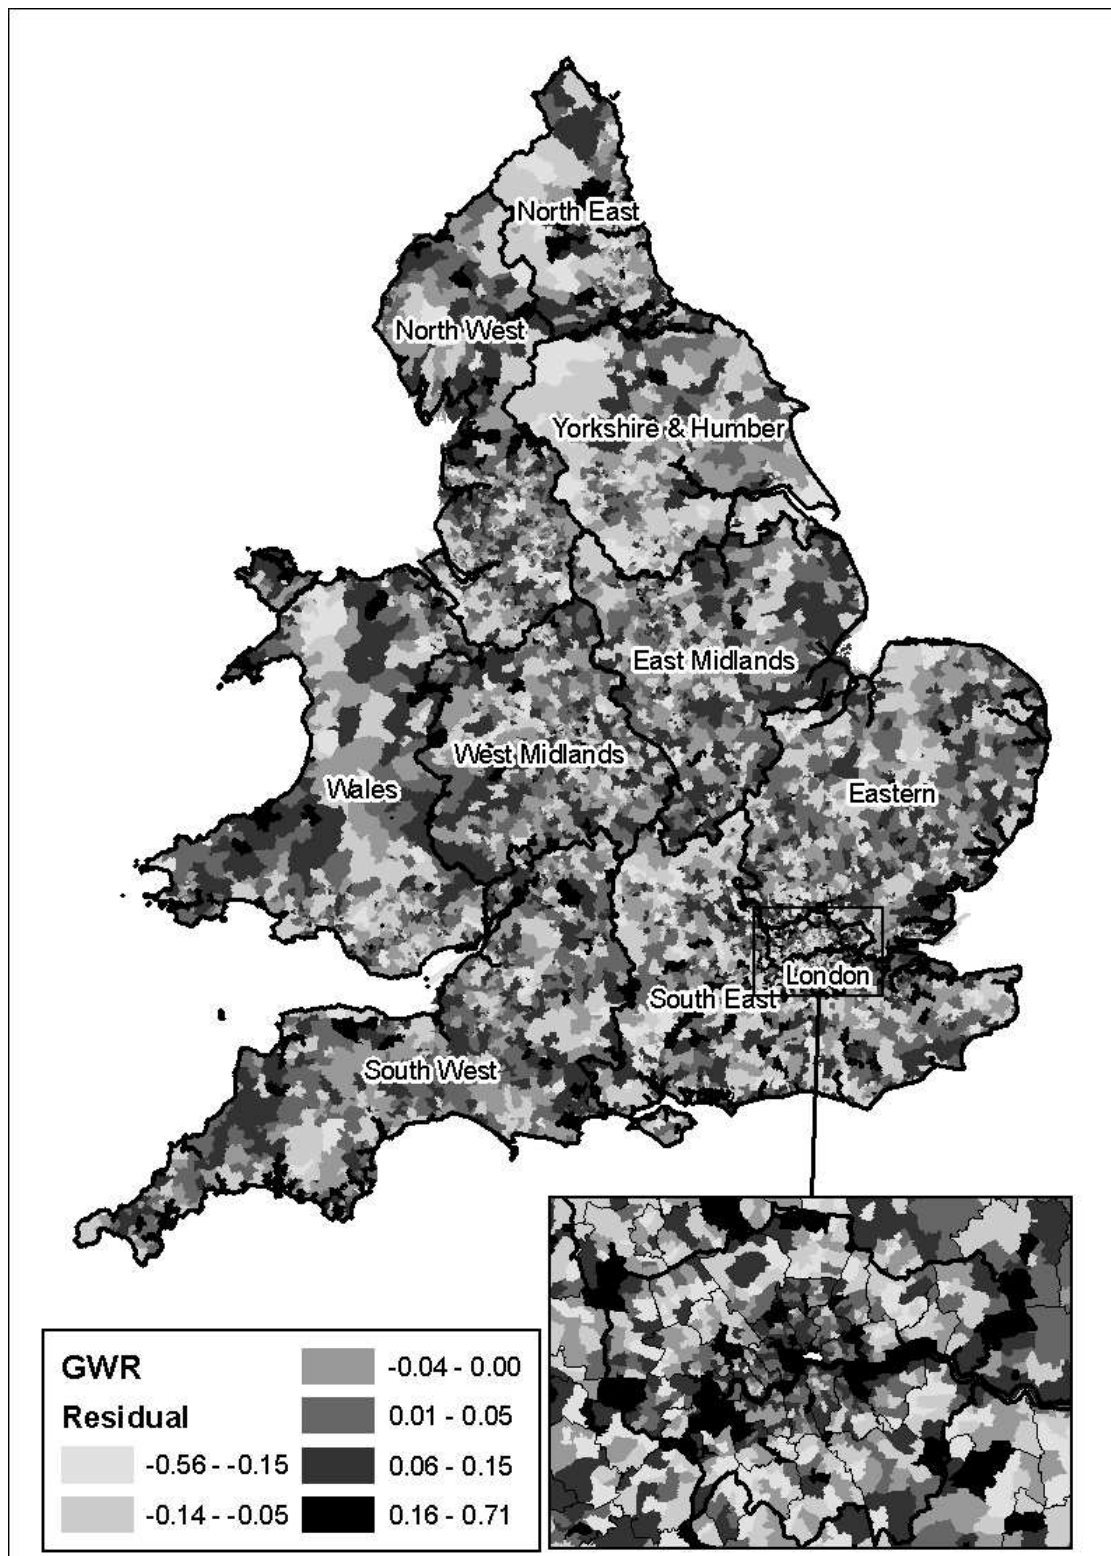 North East
North West
Yorkshire & Humber
East Midlands
West Midlands
Wales
Eastern
London
South East
South West
GWR
Residual
-0.56 - -0.15
-0.14 - -0.05
-0.04 - 0.00
0.01 - 0.05
0.06 - 0.15
0.16 - 0.71